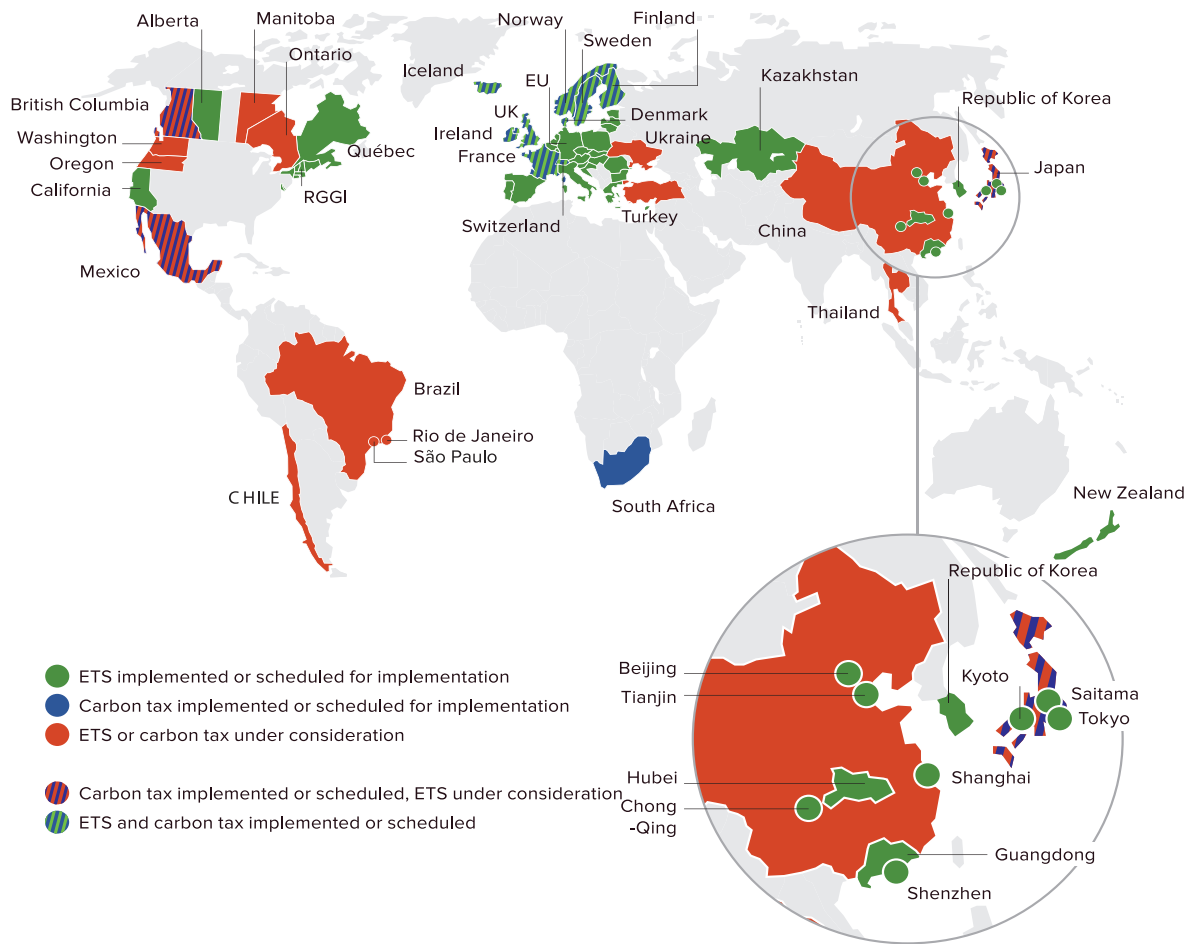 Alberta
Manitoba
Norway
Finland
Ontario
Sweden
Iceland
EU
Kazakhstan
British Columbia
UK
Republic of Korea
Washington
Denmark
Ireland
Ukraine
Oregon
Québec
France
Japan
California
RGGI
Switzerland
Turkey
China
Mexico
Thailand
Brazil
Rio de Janeiro
São Paulo
CHILE
South Africa
New Zealand
Republic of Korea
Beijing
Tianjin
Kyoto
Saitama
Tokyo
Hubei
Shanghai
Chong
-Qing
Guangdong
Shenzhen
ETS implemented or scheduled for implementation
Carbon tax implemented or scheduled for implementation
ETS or carbon tax under consideration
Carbon tax implemented or scheduled, ETS under consideration
ETS and carbon tax implemented or scheduled